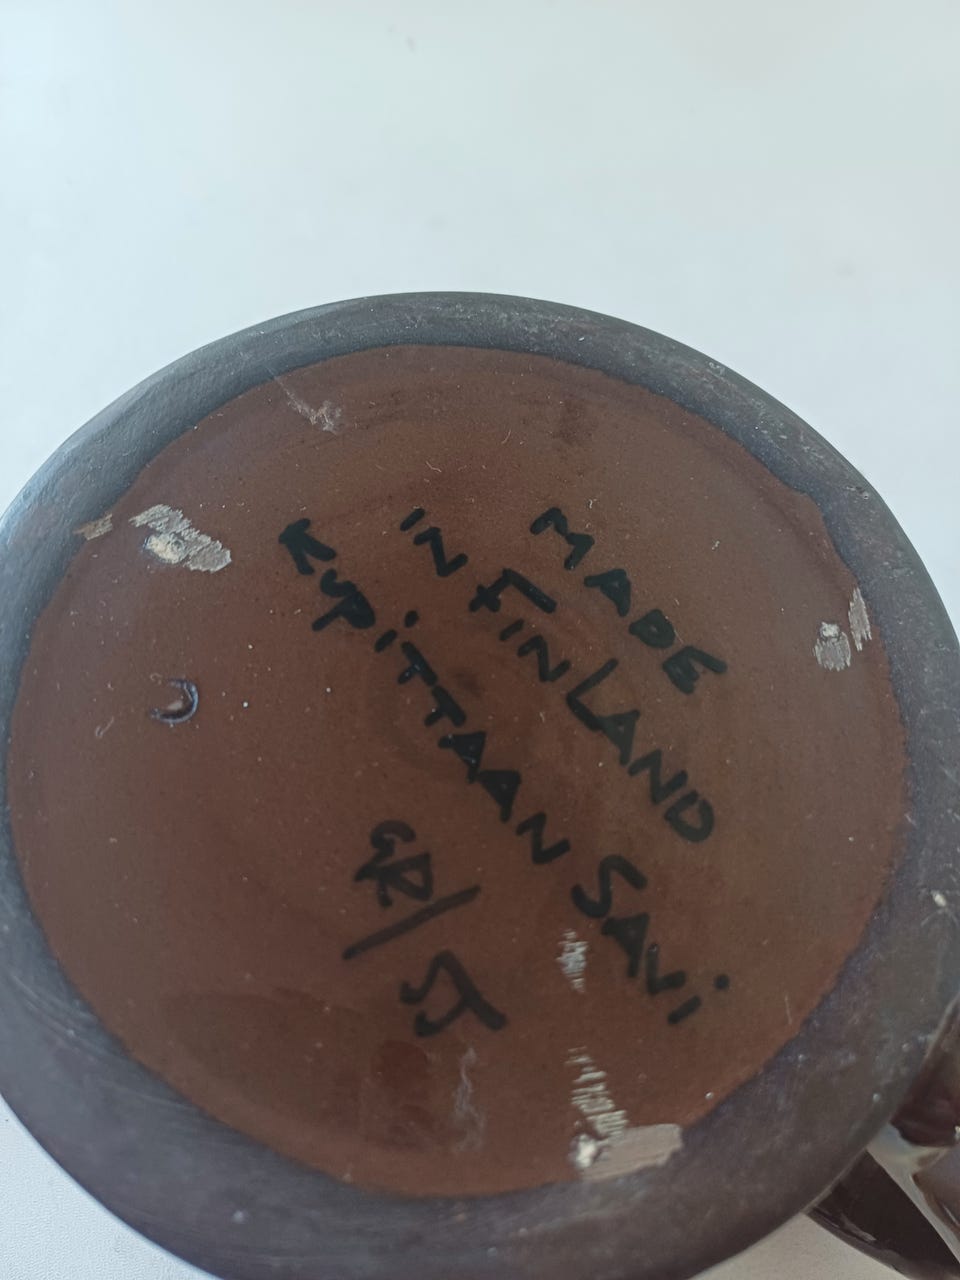 MADE
iN FINLAND
KUPiTTAAN SAVi
GR/SJ